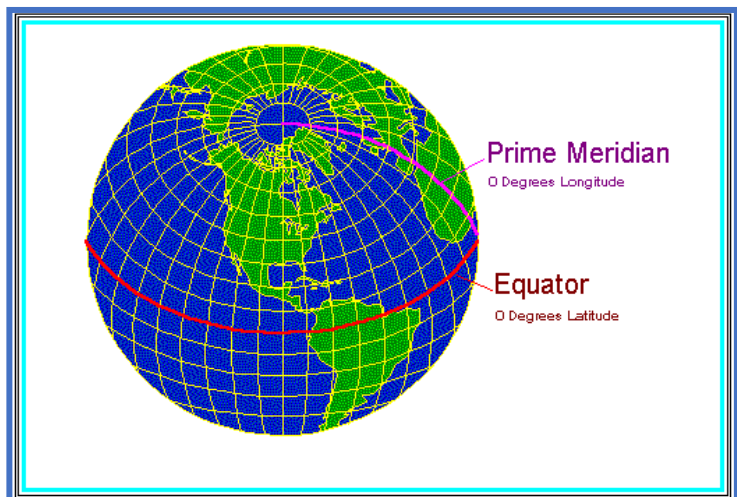 Prime Meridian
0 Degrees Longitude
Equator
0 Degrees Latitude